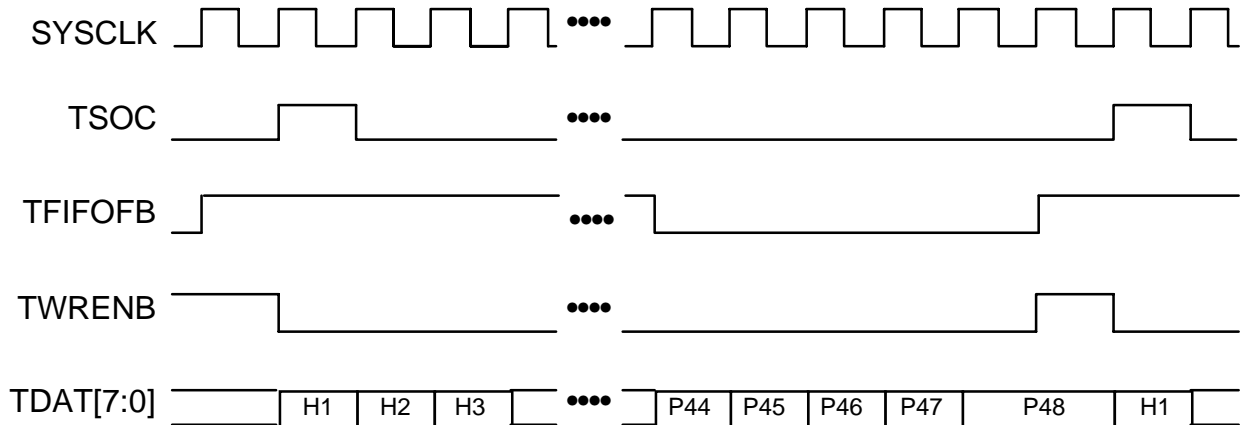 SYSCLK
TSOC
TFIFOFB
TWRENB
TDAT[7:0] H1 H2 H3 P44 P45 P46 P47 P48 H1